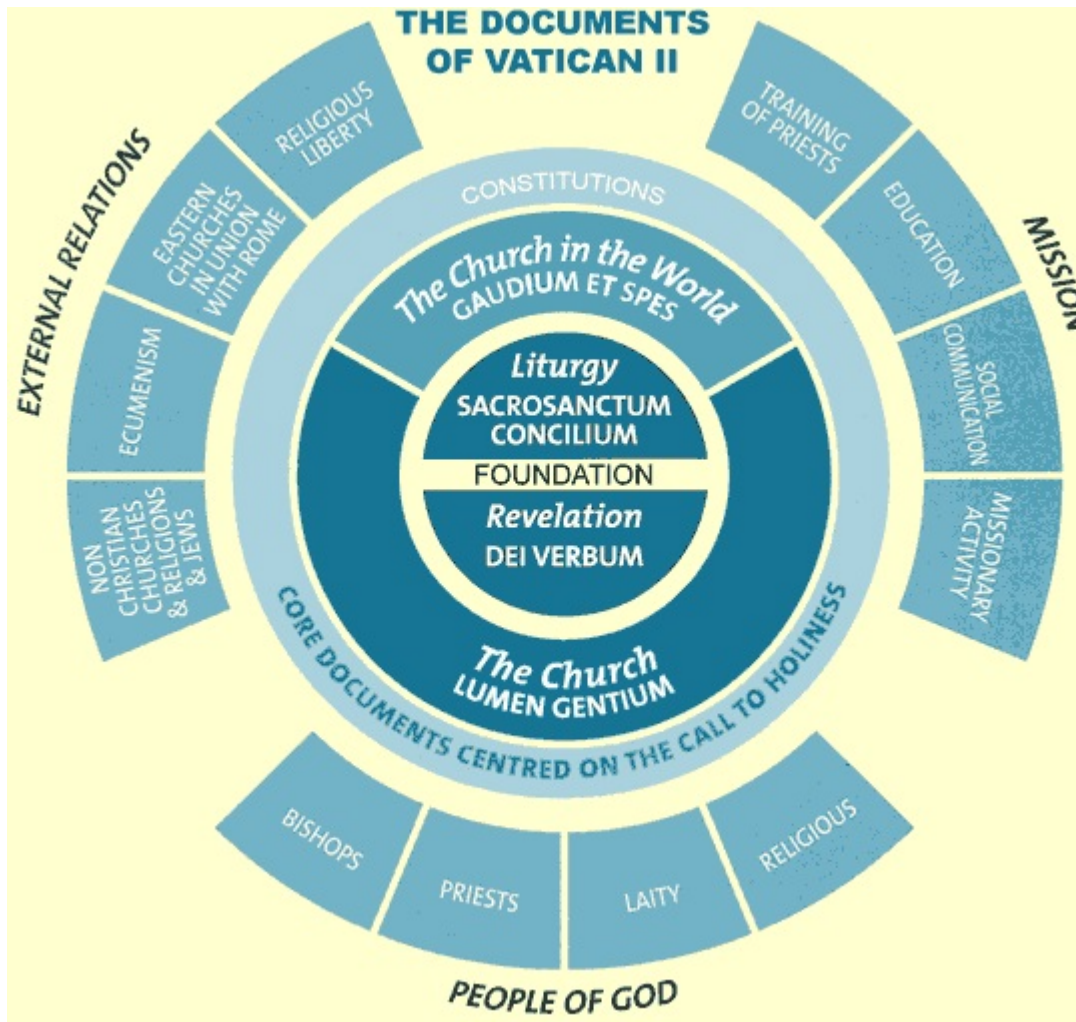 THE DOCUMENTS
OF VATICAN II
EXTERNAL RELATIONS
RELIGIOUS
LIBERTY
EASTERN
CHURCHES
IN UNION
WITH ROME
ECUMENISM
NON
CHRISTIAN
CHURCHES
& RELIGIONS
& JEWS
MISSION
TRAINING
OF PRIESTS
EDUCATION
SOCIAL
COMMUNICATION
MISSIONARY
ACTIVITY
CONSTITUTIONS
The Church in the World
GAUDIUM ET SPES
Liturgy
SACROSANCTUM
CONCILIUM
FOUNDATION
Revelation
DEI VERBUM
The Church
LUMEN GENTIUM
CORE DOCUMENTS CENTRED ON THE CALL TO HOLINESS
BISHOPS
PRIESTS
LAITY
RELIGIOUS
PEOPLE OF GOD